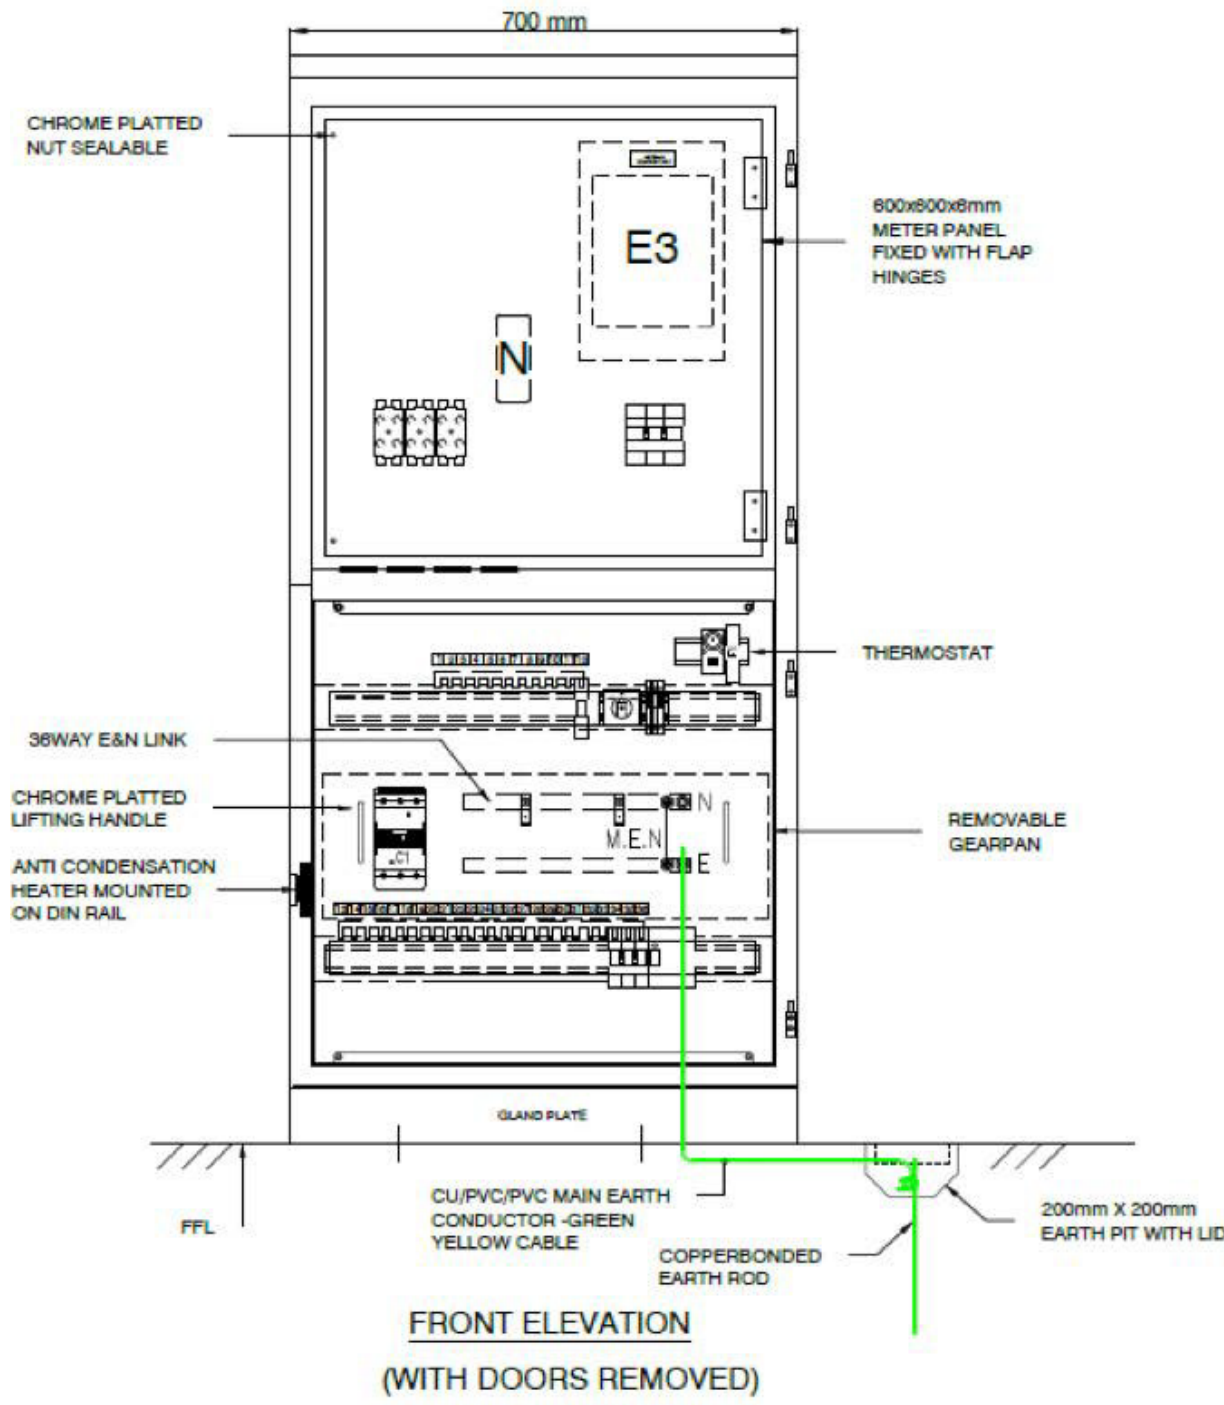 700 mm
CHROME PLATTED
NUT SEALABLE
600x600x6mm
METER PANEL
FIXED WITH FLAP
HINGES
E3
N
THERMOSTAT
36WAY E&N LINK
CHROME PLATTED
LIFTING HANDLE
N
M.E.N
E
C1
REMOVABLE
GEARPAN
ANTI CONDENSATION
HEATER MOUNTED
ON DIN RAIL
GLAND PLATE
FFL
CU/PVC/PVC MAIN EARTH
CONDUCTOR -GREEN
YELLOW CABLE
200mm X 200mm
EARTH PIT WITH LID
COPPERBONDED
EARTH ROD
FRONT ELEVATION
(WITH DOORS REMOVED)